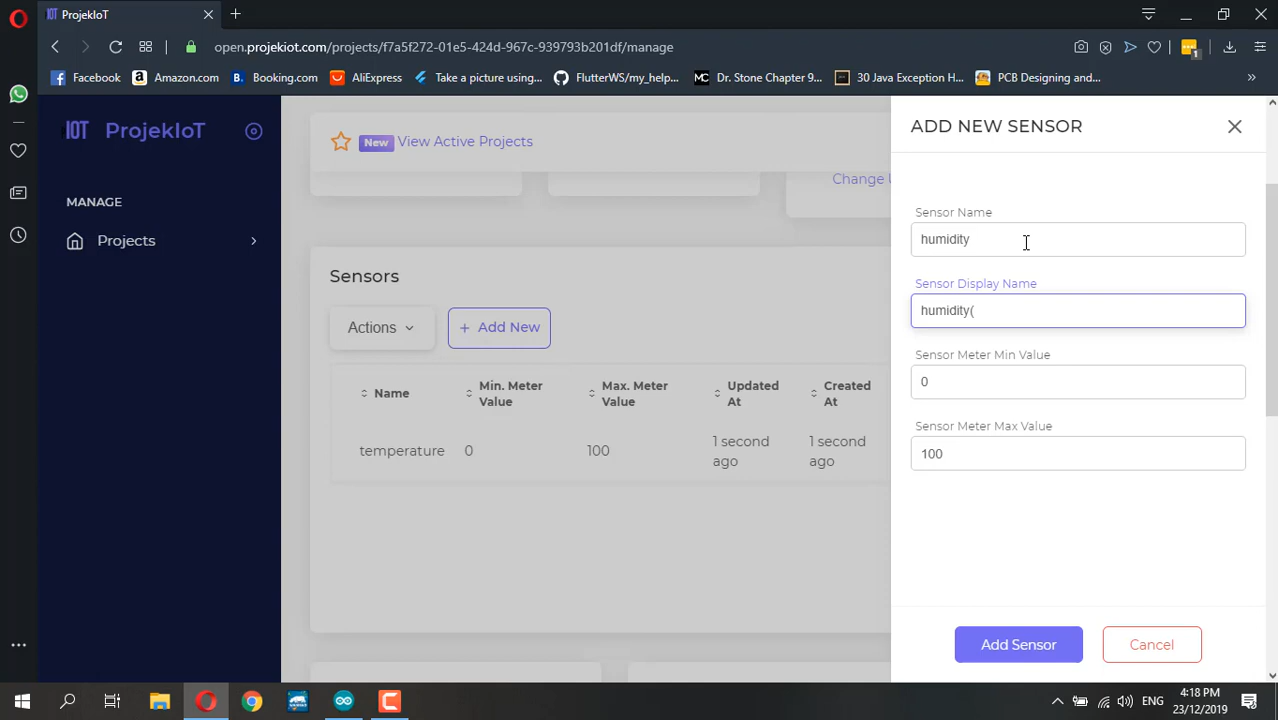 ProjekIoT
open.projekiot.com/projects/f7a5f272-01e5-424d-967c-939793b201df/manage
1
Facebook
Amazon.com
Booking.com
AliExpress
Take a picture using...
FlutterWS/my_help...
Dr. Stone Chapter 9...
30 Java Exception H...
PCB Designing and...
IOT ProjekIoT
MANAGE
Projects
New View Active Projects
Change U
Sensors
Actions
+ Add New
Name
Min. Meter Value
Max. Meter Value
Updated At
Created At
temperature
0
100
1 second ago
1 second ago
ADD NEW SENSOR
Sensor Name
humidity
Sensor Display Name
humidity(
Sensor Meter Min Value
0
Sensor Meter Max Value
100
Add Sensor
Cancel
ENG
4:18 PM
23/12/2019